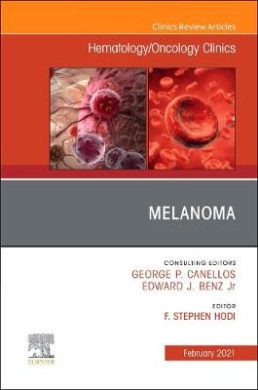 Clinics Review Articles
Hematology/Oncology Clinics
MELANOMA
CONSULTING EDITORS
GEORGE P. CANELLOS
EDWARD J. BENZ Jr
EDITOR
F. STEPHEN HODI
ELSEVIER
February 2021